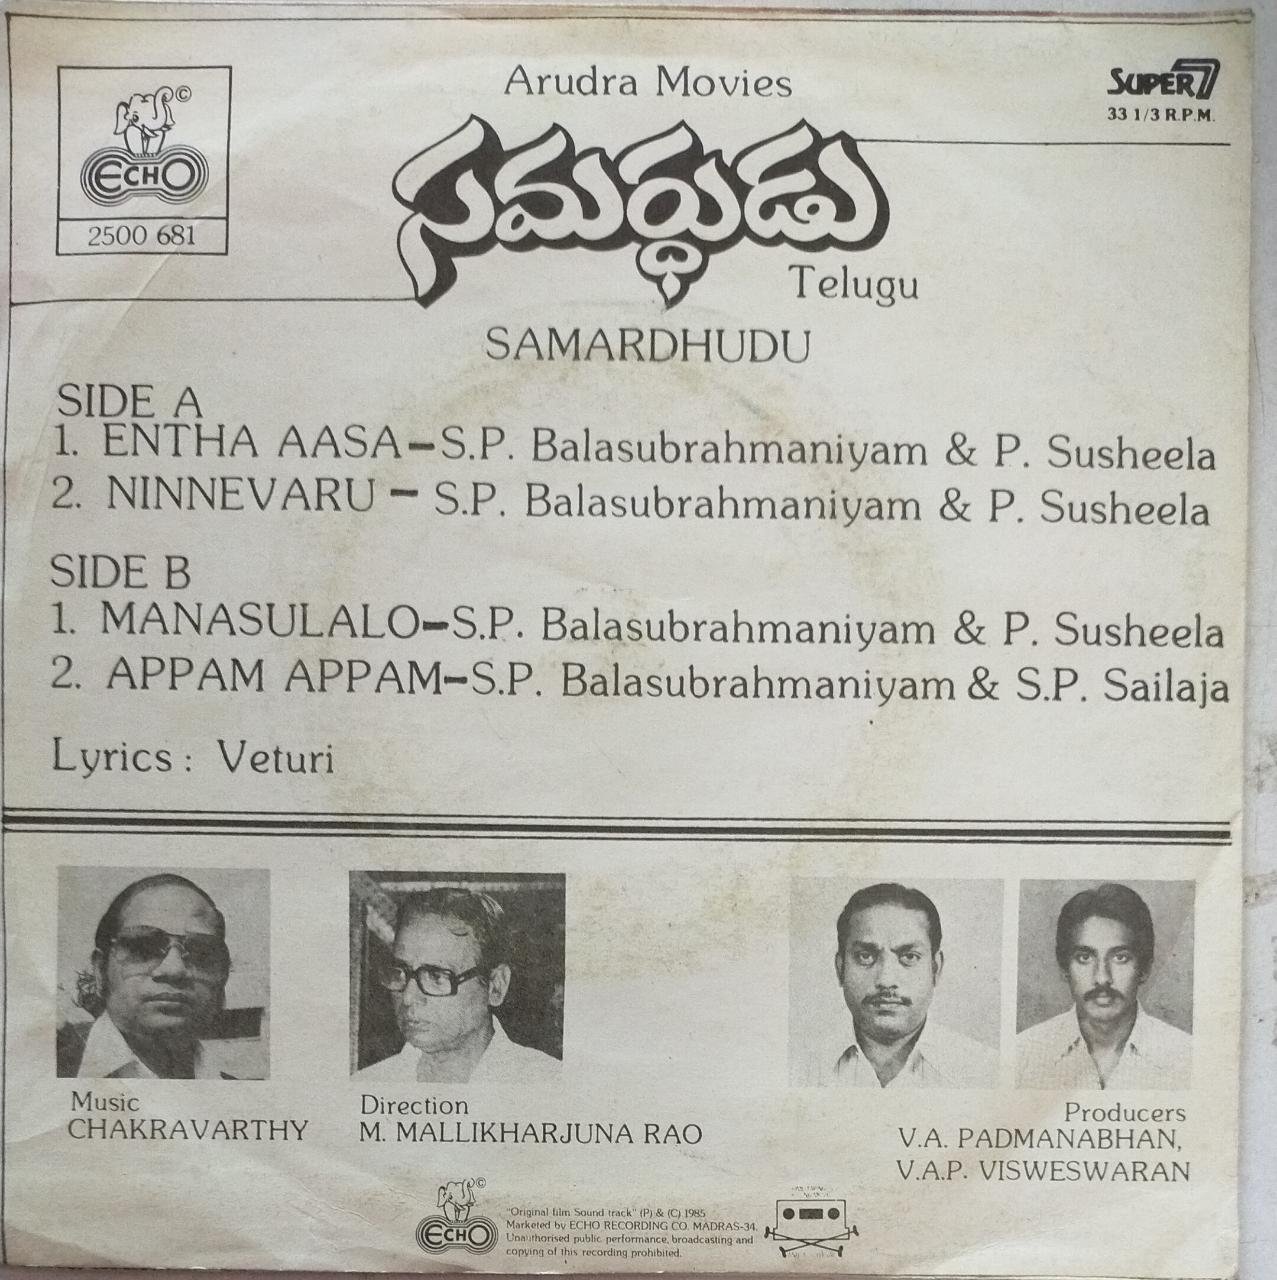 Arudra Movies
SUPER 7
33 1/3 R.P.M.
©
ECHO
2500 681
సమర్థుడు
Telugu
SAMARDHUDU
SIDE A
1. ENTHA AASA-S.P. Balasubrahmaniyam & P. Susheela
2. NINNEVARU - S.P. Balasubrahmaniyam & P. Susheela
SIDE B
1. MANASULALO-S.P. Balasubrahmaniyam & P. Susheela
2. APPAM APPAM-S.P. Balasubrahmaniyam & S.P. Sailaja
Lyrics : Veturi
Music
CHAKRAVARTHY
Direction
M. MALLIKHARJUNA RAO
Producers
V.A. PADMANABHAN,
V.A.P. VISWESWARAN
©
ECHO
"Original film Sound track" (P) & (C) 1985
Marketed by ECHO RECORDING CO. MADRAS-34.
Unauthorised public performance, broadcasting and
copying of this recording prohibited.